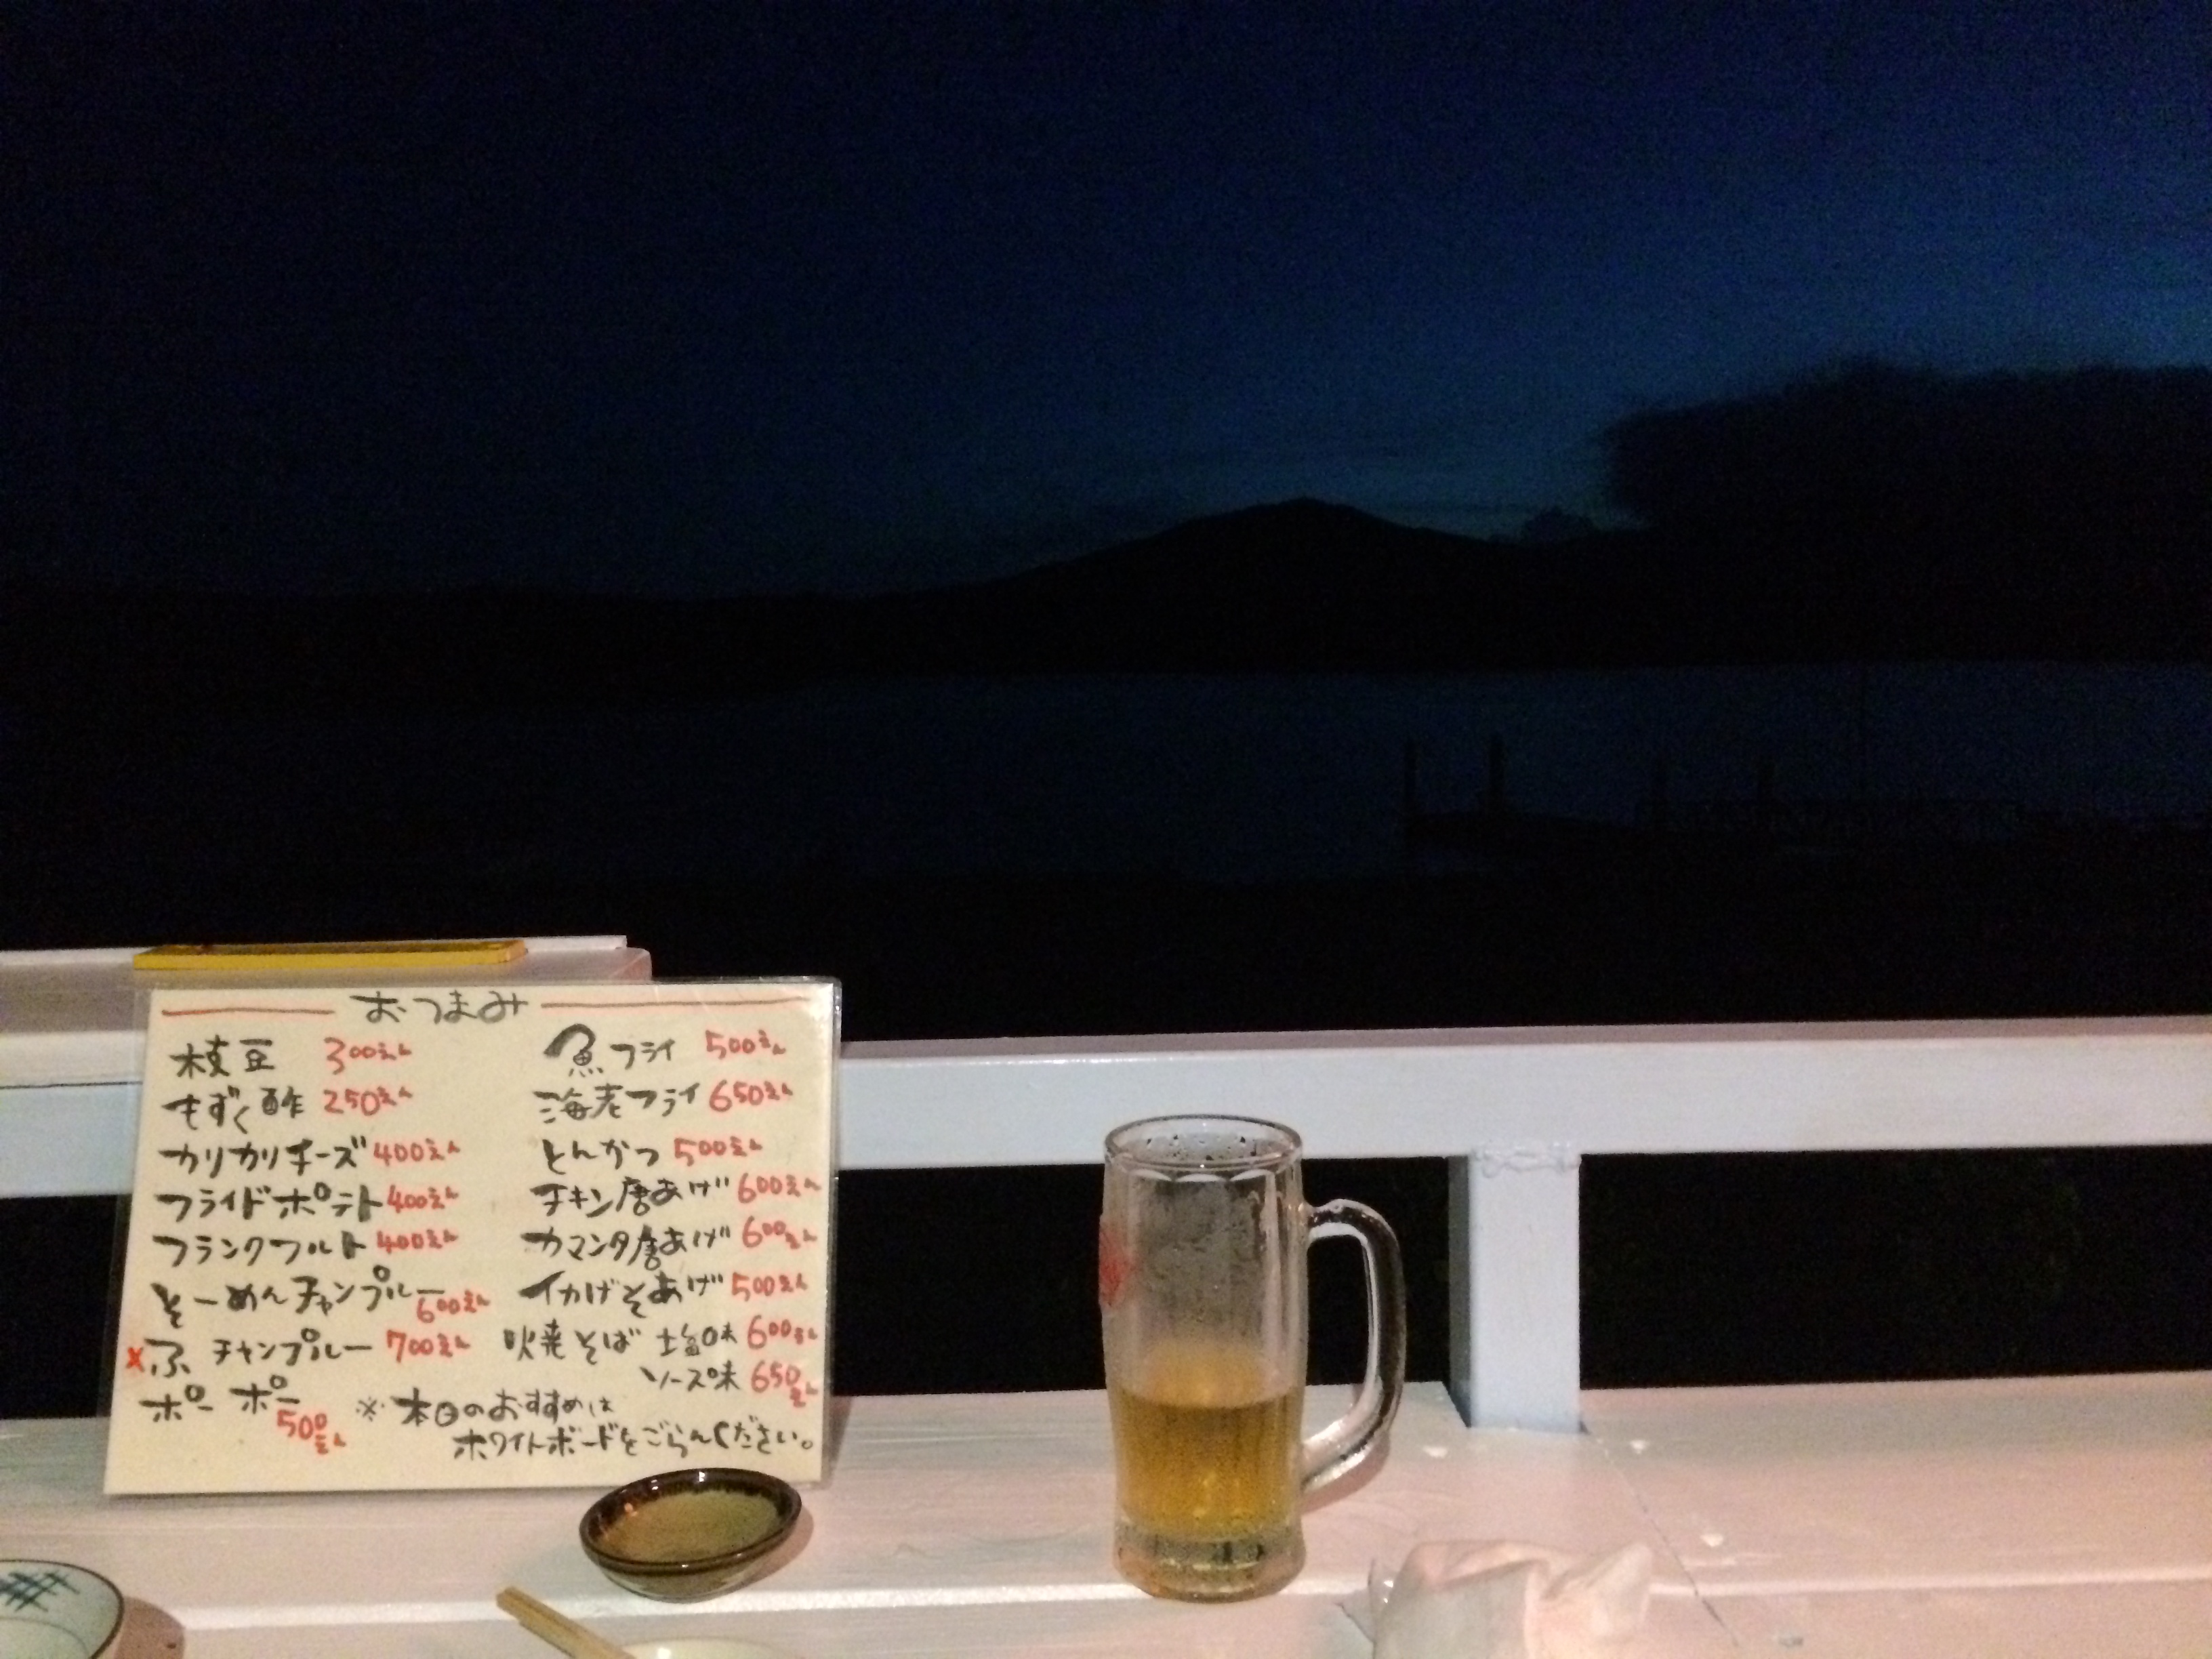 おつまみ
枝豆 300えん
もずく酢 250えん
カリカリチーズ 400えん
フライドポテト 400えん
フランクフルト 400えん
そーめんチャンプルー 600えん
×ふチャンプルー 700えん
ポーポー 500えん
魚フライ 500えん
海老フライ 650えん
とんかつ 500えん
チキン唐あげ 600えん
カマンタ唐あげ 600えん
イカげそあげ 500えん
焼そば 塩味 600えん
ソース味 650えん
※本日のおすすめは
ホワイトボードをごらんください。